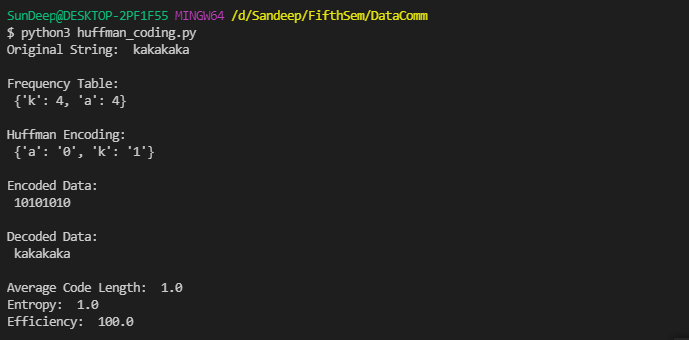 SunDeep@DESKTOP-2PF1F55 MINGW64 /d/Sandeep/FifthSem/DataComm
$ python3 huffman_coding.py
Original String:  kakakaka
Frequency Table:
{'k': 4, 'a': 4}
Huffman Encoding:
{'a': '0', 'k': '1'}
Encoded Data:
10101010
Decoded Data:
kakakaka
Average Code Length:  1.0
Entropy:  1.0
Efficiency:  100.0